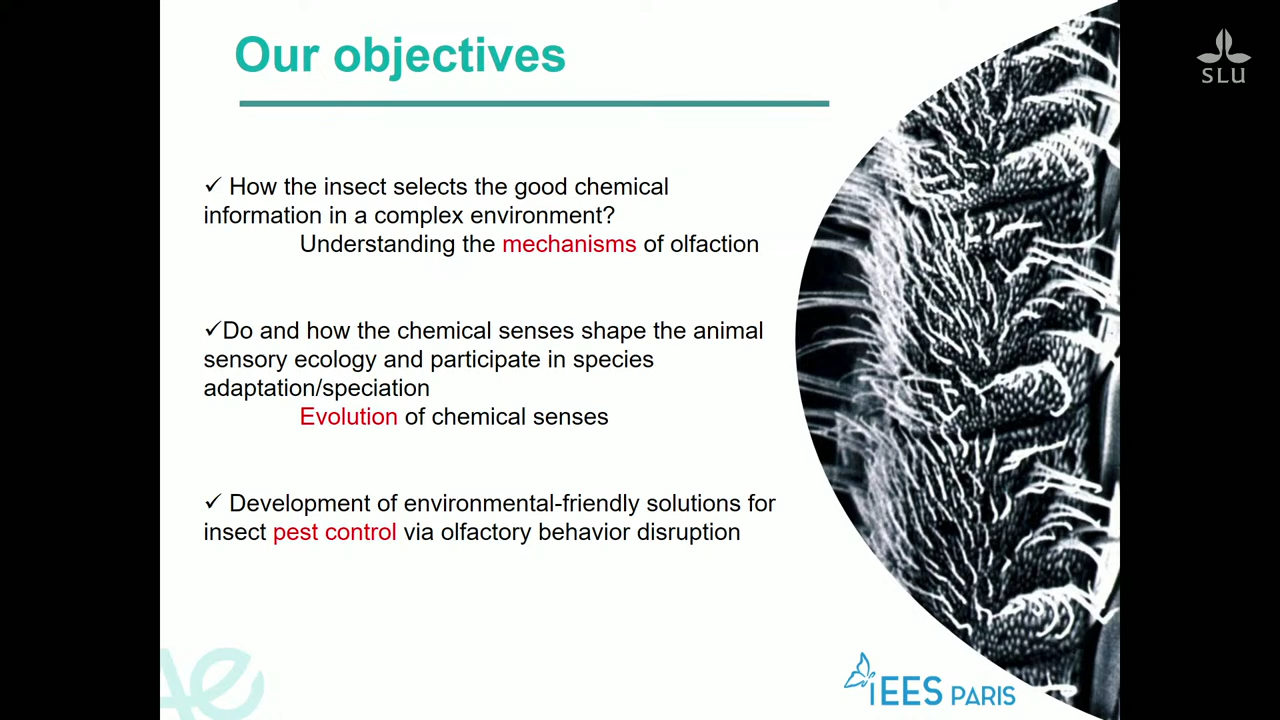 Our objectives
SLU
✓ How the insect selects the good chemical
information in a complex environment?
Understanding the mechanisms of olfaction
✓Do and how the chemical senses shape the animal
sensory ecology and participate in species
adaptation/speciation
Evolution of chemical senses
✓ Development of environmental-friendly solutions for
insect pest control via olfactory behavior disruption
iEES PARIS